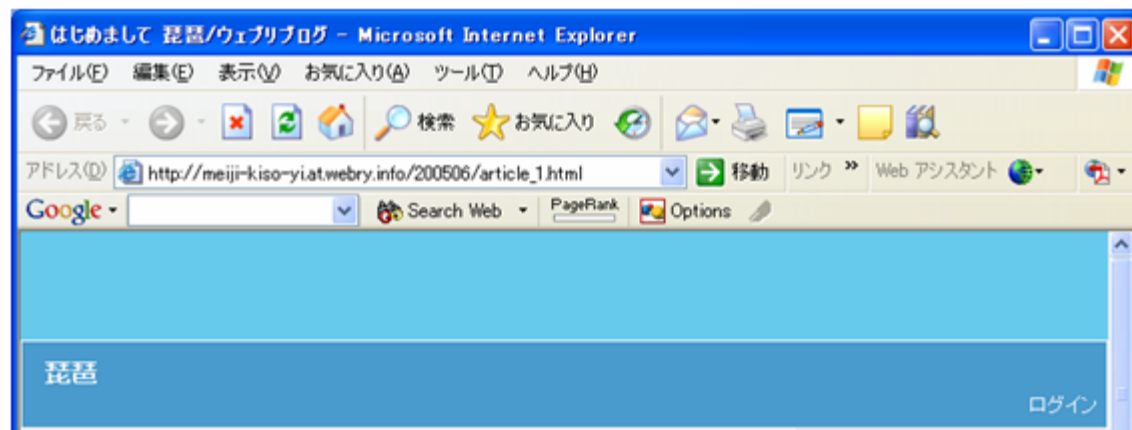 はじめまして 琵琶/ウェブリブログ - Microsoft Internet Explorer
ファイル(F) 編集(E) 表示(V) お気に入り(A) ツール(T) ヘルプ(H)
戻る 検索 お気に入り
アドレス(D) http://meiji-kiso-yi.at.webry.info/200506/article_1.html 移動 リンク » Web アシスタント
Google Search Web PageRank Options
琵琶
ログイン